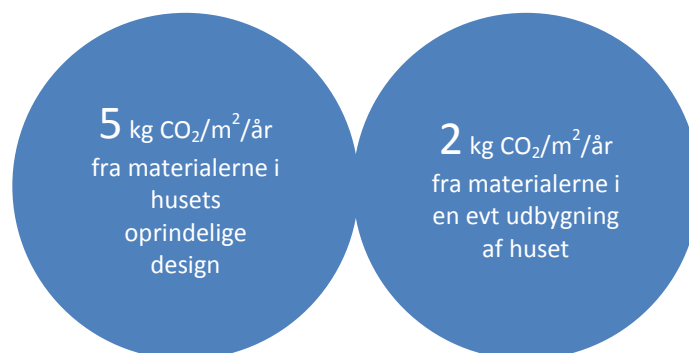 5 kg CO₂/m²/år
fra materialerne i
husets
oprindelige
design
2 kg CO₂/m²/år
fra materialerne i
en evt udbygning
af huset